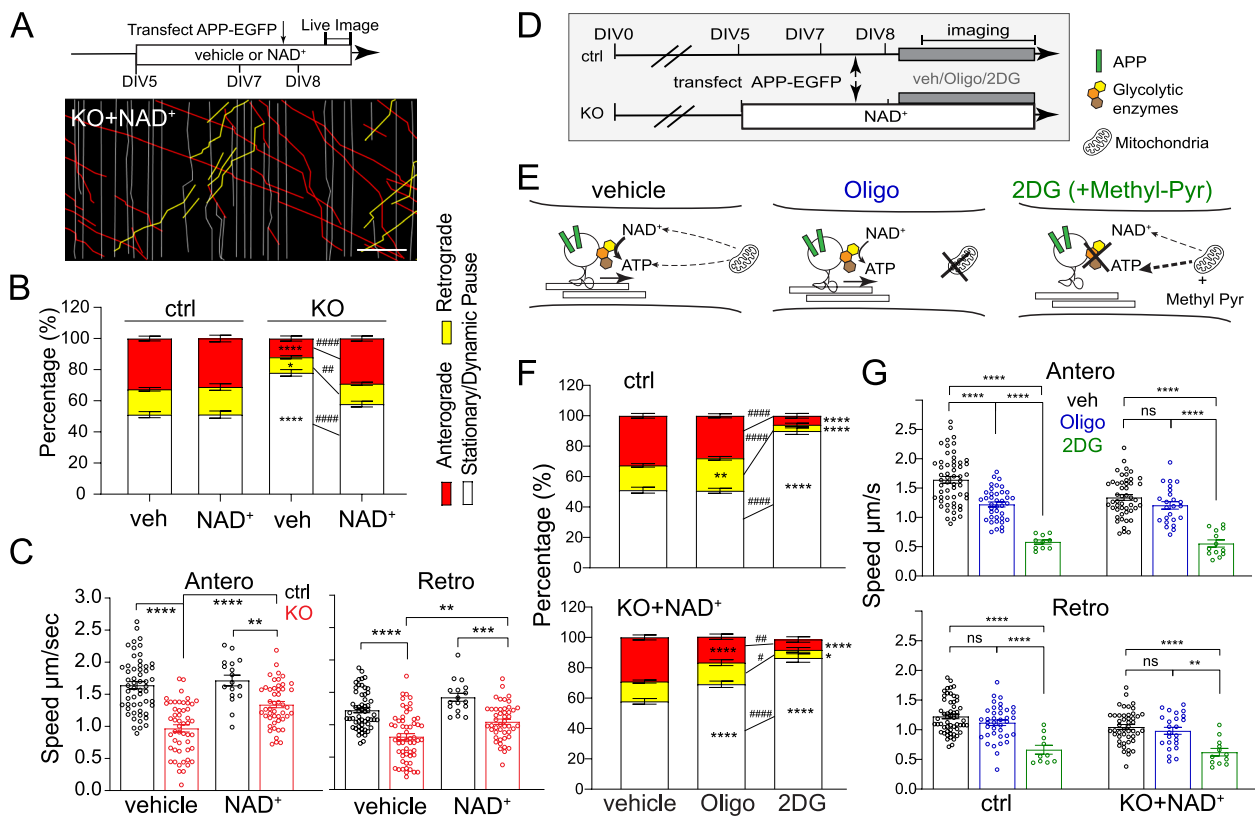 A
Transfect APP-EGFP
Live Image
vehicle or NAD+
DIV5
DIV7
DIV8
KO+NAD+
B
ctrl
KO
Percentage (%)
100
80
60
40
20
0
****
*
****
####
##
####
veh
NAD+
veh
NAD+
Anterograde
Retrograde
Stationary/Dynamic Pause
C
Antero
Retro
ctrl
KO
Speed μm/sec
3.0
2.5
2.0
1.5
1.0
0.5
0.0
****
****
**
**
****
***
vehicle
NAD+
vehicle
NAD+
D
DIV0
DIV5
DIV7
DIV8
imaging
ctrl
transfect APP-EGFP
veh/Oligo/2DG
KO
NAD+
APP
Glycolytic enzymes
Mitochondria
E
vehicle
Oligo
2DG (+Methyl-Pyr)
NAD+
ATP
NAD+
ATP
NAD+
ATP
+
Methyl Pyr
F
ctrl
Percentage (%)
100
80
60
40
20
0
**
####
####
####
****
****
****
KO+NAD+
100
80
60
40
20
0
****
****
##
#
####
****
*
****
vehicle
Oligo
2DG
G
Antero
veh
Oligo
2DG
Speed μm/s
2.5
2.0
1.5
1.0
0.5
0.0
****
****
****
****
ns
****
Retro
2.5
2.0
1.5
1.0
0.5
0.0
****
ns
****
****
ns
**
ctrl
KO+NAD+